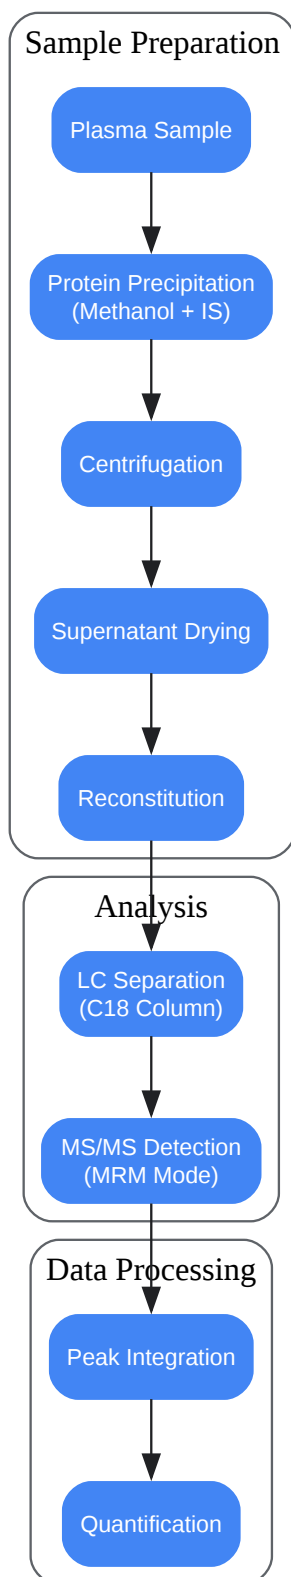 Sample Preparation
Plasma Sample
Protein Precipitation
(Methanol + IS)
Centrifugation
Supernatant Drying
Reconstitution
Analysis
LC Separation
(C18 Column)
MS/MS Detection
(MRM Mode)
Data Processing
Peak Integration
Quantification